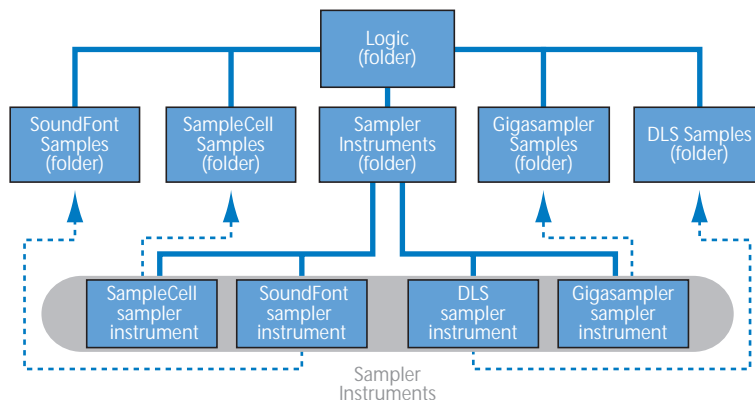 Logic
(folder)
SoundFont
Samples
(folder)
SampleCell
Samples
(folder)
Sampler
Instruments
(folder)
Gigasampler
Samples
(folder)
DLS Samples
(folder)
SampleCell
sampler
instrument
SoundFont
sampler
instrument
DLS
sampler
instrument
Gigasampler
sampler
instrument
Sampler
Instruments